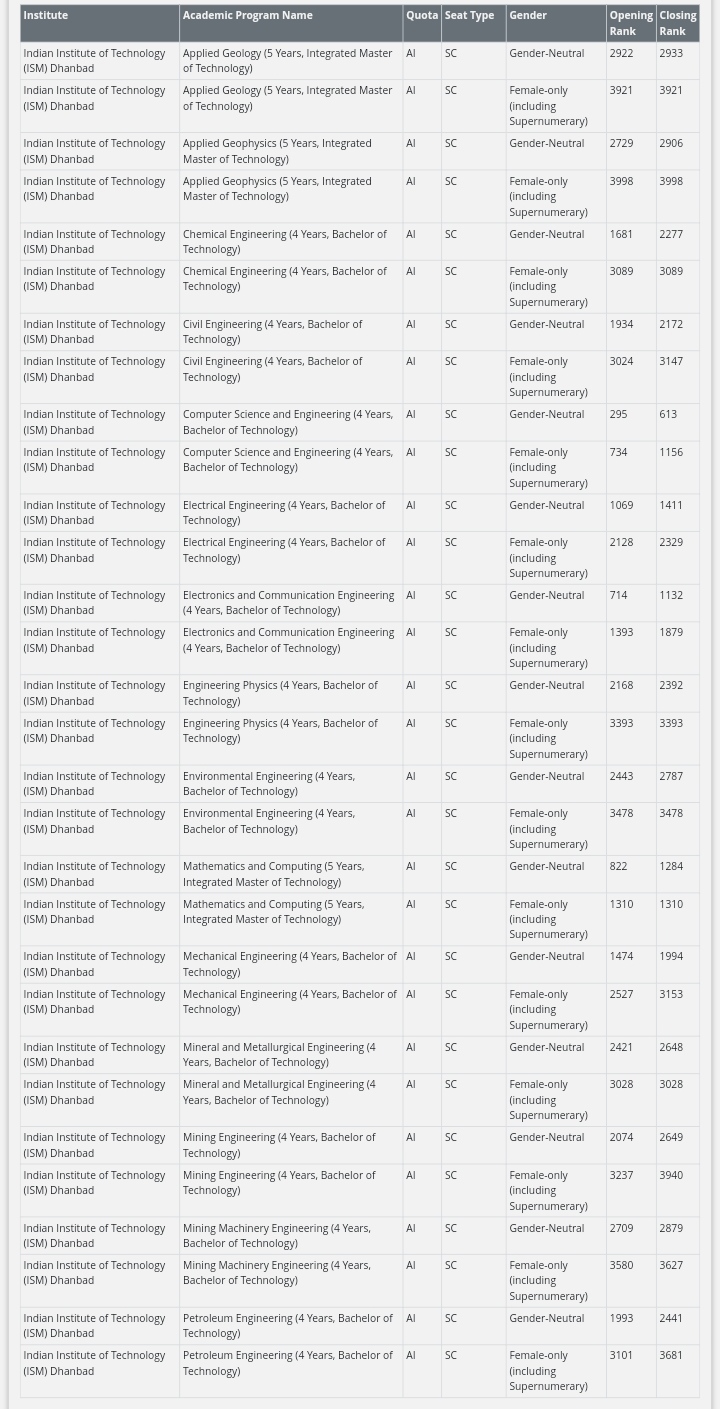 Institute Academic Program Name Quota Seat Type Gender Opening Closing
Rank Rank
Indian Institute of Technology Applied Geology (5 Years, Integrated Master AI SC Gender-Neutral 2922 2933
(ISM) Dhanbad of Technology)
Indian Institute of Technology Applied Geology (5 Years, Integrated Master AI SC Female-only 3921 3921
(ISM) Dhanbad of Technology) (including
Supernumerary)
Indian Institute of Technology Applied Geophysics (5 Years, Integrated AI SC Gender-Neutral 2729 2906
(ISM) Dhanbad Master of Technology)
Indian Institute of Technology Applied Geophysics (5 Years, Integrated AI SC Female-only 3998 3998
(ISM) Dhanbad Master of Technology) (including
Supernumerary)
Indian Institute of Technology Chemical Engineering (4 Years, Bachelor of AI SC Gender-Neutral 1681 2277
(ISM) Dhanbad Technology)
Indian Institute of Technology Chemical Engineering (4 Years, Bachelor of AI SC Female-only 3089 3089
(ISM) Dhanbad Technology) (including
Supernumerary)
Indian Institute of Technology Civil Engineering (4 Years, Bachelor of AI SC Gender-Neutral 1934 2172
(ISM) Dhanbad Technology)
Indian Institute of Technology Civil Engineering (4 Years, Bachelor of AI SC Female-only 3024 3147
(ISM) Dhanbad Technology) (including
Supernumerary)
Indian Institute of Technology Computer Science and Engineering (4 Years, AI SC Gender-Neutral 295 613
(ISM) Dhanbad Bachelor of Technology)
Indian Institute of Technology Computer Science and Engineering (4 Years, AI SC Female-only 734 1156
(ISM) Dhanbad Bachelor of Technology) (including
Supernumerary)
Indian Institute of Technology Electrical Engineering (4 Years, Bachelor of AI SC Gender-Neutral 1069 1411
(ISM) Dhanbad Technology)
Indian Institute of Technology Electrical Engineering (4 Years, Bachelor of AI SC Female-only 2128 2329
(ISM) Dhanbad Technology) (including
Supernumerary)
Indian Institute of Technology Electronics and Communication Engineering AI SC Gender-Neutral 714 1132
(ISM) Dhanbad (4 Years, Bachelor of Technology)
Indian Institute of Technology Electronics and Communication Engineering AI SC Female-only 1393 1879
(ISM) Dhanbad (4 Years, Bachelor of Technology) (including
Supernumerary)
Indian Institute of Technology Engineering Physics (4 Years, Bachelor of AI SC Gender-Neutral 2168 2392
(ISM) Dhanbad Technology)
Indian Institute of Technology Engineering Physics (4 Years, Bachelor of AI SC Female-only 3393 3393
(ISM) Dhanbad Technology) (including
Supernumerary)
Indian Institute of Technology Environmental Engineering (4 Years, AI SC Gender-Neutral 2443 2787
(ISM) Dhanbad Bachelor of Technology)
Indian Institute of Technology Environmental Engineering (4 Years, AI SC Female-only 3478 3478
(ISM) Dhanbad Bachelor of Technology) (including
Supernumerary)
Indian Institute of Technology Mathematics and Computing (5 Years, AI SC Gender-Neutral 822 1284
(ISM) Dhanbad Integrated Master of Technology)
Indian Institute of Technology Mathematics and Computing (5 Years, AI SC Female-only 1310 1310
(ISM) Dhanbad Integrated Master of Technology) (including
Supernumerary)
Indian Institute of Technology Mechanical Engineering (4 Years, Bachelor of AI SC Gender-Neutral 1474 1994
(ISM) Dhanbad Technology)
Indian Institute of Technology Mechanical Engineering (4 Years, Bachelor of AI SC Female-only 2527 3153
(ISM) Dhanbad Technology) (including
Supernumerary)
Indian Institute of Technology Mineral and Metallurgical Engineering (4 AI SC Gender-Neutral 2421 2648
(ISM) Dhanbad Years, Bachelor of Technology)
Indian Institute of Technology Mineral and Metallurgical Engineering (4 AI SC Female-only 3028 3028
(ISM) Dhanbad Years, Bachelor of Technology) (including
Supernumerary)
Indian Institute of Technology Mining Engineering (4 Years, Bachelor of AI SC Gender-Neutral 2074 2649
(ISM) Dhanbad Technology)
Indian Institute of Technology Mining Engineering (4 Years, Bachelor of AI SC Female-only 3237 3940
(ISM) Dhanbad Technology) (including
Supernumerary)
Indian Institute of Technology Mining Machinery Engineering (4 Years, AI SC Gender-Neutral 2709 2879
(ISM) Dhanbad Bachelor of Technology)
Indian Institute of Technology Mining Machinery Engineering (4 Years, AI SC Female-only 3580 3627
(ISM) Dhanbad Bachelor of Technology) (including
Supernumerary)
Indian Institute of Technology Petroleum Engineering (4 Years, Bachelor of AI SC Gender-Neutral 1993 2441
(ISM) Dhanbad Technology)
Indian Institute of Technology Petroleum Engineering (4 Years, Bachelor of AI SC Female-only 3101 3681
(ISM) Dhanbad Technology) (including
Supernumerary)